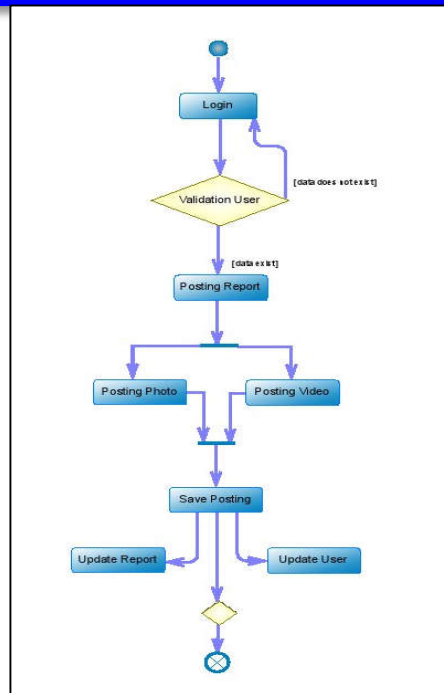 Login
[data does not exist]
Validation User
[data exist]
Posting Report
Posting Photo
Posting Video
Save Posting
Update Report
Update User